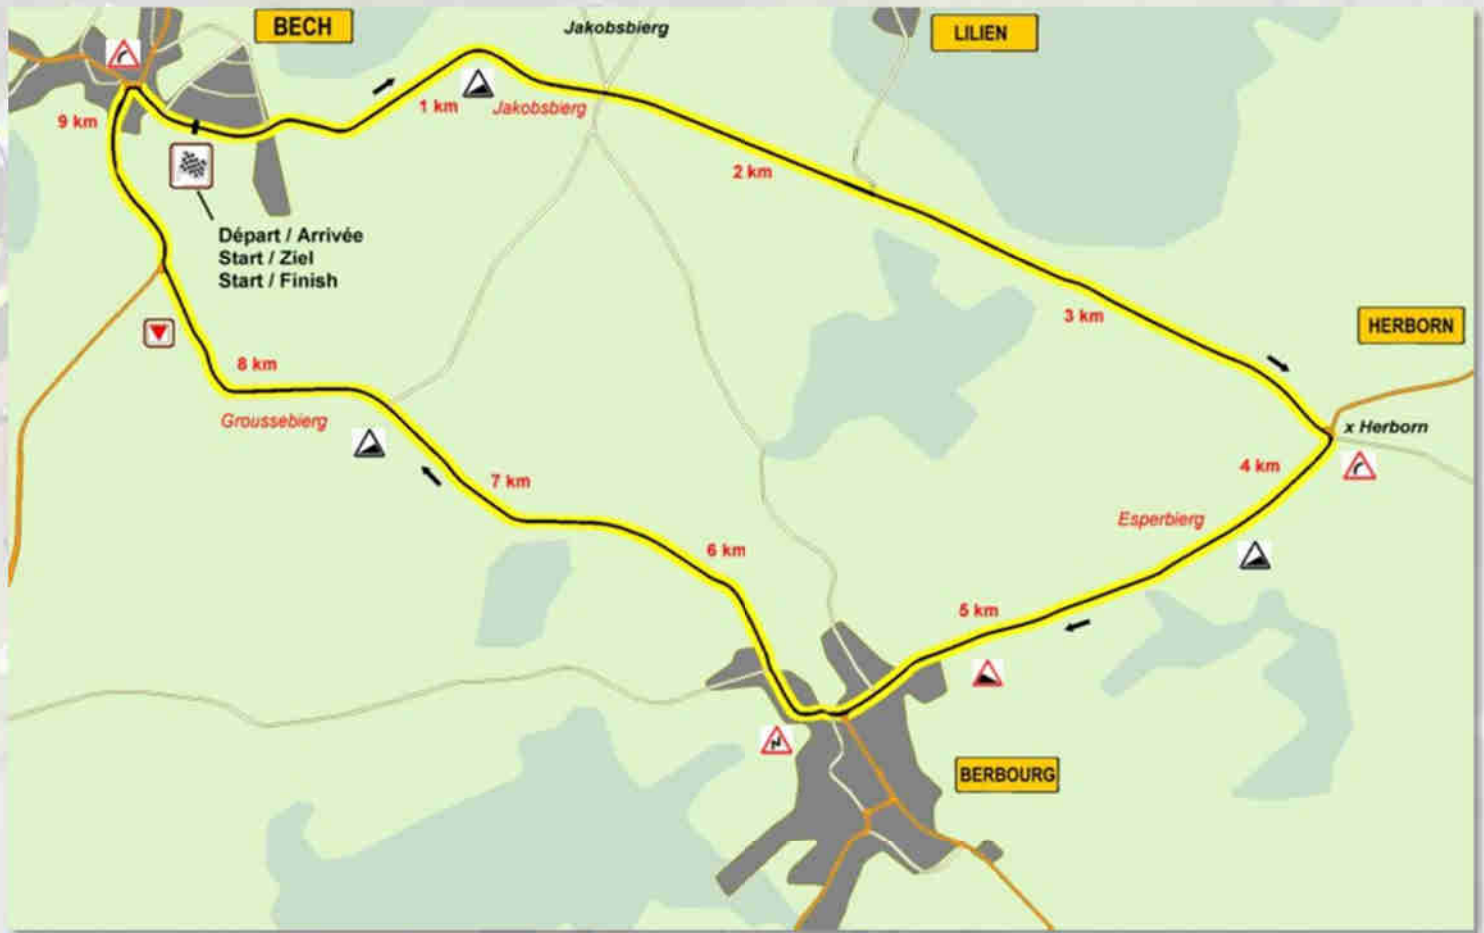 BECH
Jakobsbierg
LILIEN
1 km
Jakobsbierg
9 km
2 km
Départ / Arrivée
Start / Ziel
Start / Finish
3 km
HERBORN
8 km
Groussebierg
x Herborn
4 km
7 km
Esperbierg
6 km
5 km
BERBOURG